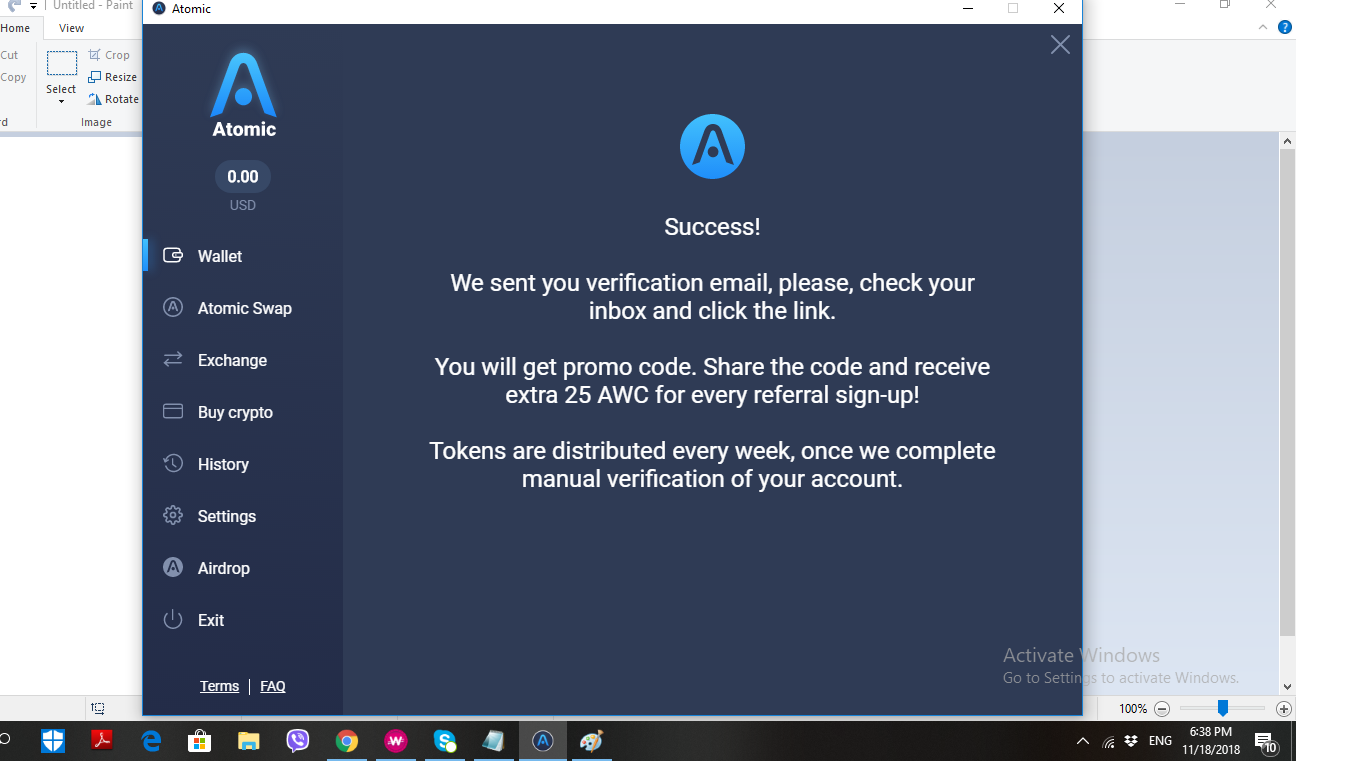 Untitled - Paint
Atomic
Home
View
Cut
Copy
Crop
Resize
Rotate
Select
Image
Atomic
0.00
USD
Wallet
Atomic Swap
Exchange
Buy crypto
History
Settings
Airdrop
Exit
Terms
FAQ
Success!
We sent you verification email, please, check your
inbox and click the link.
You will get promo code. Share the code and receive
extra 25 AWC for every referral sign-up!
Tokens are distributed every week, once we complete
manual verification of your account.
Activate Windows
Go to Settings to activate Windows.
100%
ENG
6:38 PM
11/18/2018
10